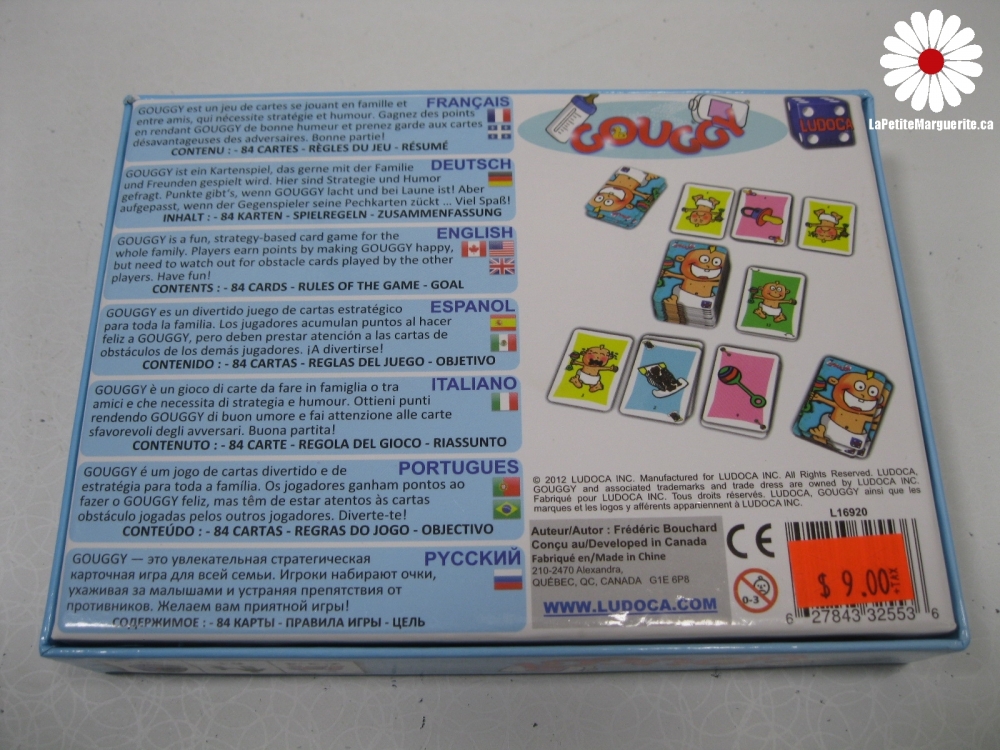 LaPetiteMarguerite.ca
FRANÇAIS
GOUGGY est un jeu de cartes se jouant en famille et
entre amis, qui nécessite stratégie et humour. Gagnez des points
en rendant GOUGGY de bonne humeur et prenez garde aux cartes
désavantageuses des adversaires. Bonne partie!
CONTENU : - 84 CARTES - RÈGLES DU JEU - RÉSUMÉ
DEUTSCH
GOUGGY ist ein Kartenspiel, das gerne mit der Familie
und Freunden gespielt wird. Hier sind Strategie und Humor
gefragt. Punkte gibt's, wenn GOUGGY lacht und bei Laune ist! Aber
aufgepasst, wenn der Gegenspieler seine Pechkarten zückt ... Viel Spaß!
INHALT : - 84 KARTEN - SPIELREGELN - ZUSAMMENFASSUNG
ENGLISH
GOUGGY is a fun, strategy-based card game for the
whole family. Players earn points by making GOUGGY happy,
but need to watch out for obstacle cards played by the other
players. Have fun!
CONTENTS : - 84 CARDS - RULES OF THE GAME - GOAL
ESPANOL
GOUGGY es un divertido juego de cartas estratégico
para toda la familia. Los jugadores acumulan puntos al hacer
feliz a GOUGGY, pero deben prestar atención a las cartas de
obstáculos de los demás jugadores. ¡A divertirse!
CONTENIDO : - 84 CARTAS - REGLAS DEL JUEGO - OBJETIVO
ITALIANO
GOUGGY è un gioco di carte da fare in famiglia o tra
amici e che necessita di strategia e humour. Ottieni punti
rendendo GOUGGY di buon umore e fai attenzione alle carte
sfavorevoli degli avversari. Buona partita!
CONTENUTO : - 84 CARTE - REGOLA DEL GIOCO - RIASSUNTO
PORTUGUES
GOUGGY é um jogo de cartas divertido e de
estratégia para toda a família. Os jogadores ganham pontos ao
fazer o GOUGGY feliz, mas têm de estar atentos às cartas
obstáculo jogadas pelos outros jogadores. Diverte-te!
CONTEÚDO : - 84 CARTAS - REGRAS DO JOGO - OBJECTIVO
РУССКИЙ
GOUGGY — это увлекательная стратегическая
карточная игра для всей семьи. Игроки набирают очки,
ухаживая за малышами и устраняя препятствия от
противников. Желаем вам приятной игры!
СОДЕРЖИМОЕ : - 84 КАРТЫ - ПРАВИЛА ИГРЫ - ЦЕЛЬ
GOUGGY
LUDOCA
© 2012 LUDOCA INC. Manufactured for LUDOCA INC. All Rights Reserved. LUDOCA,
GOUGGY and associated trademarks and trade dress are owned by LUDOCA INC.
Fabriqué pour LUDOCA INC. Tous droits réservés. LUDOCA, GOUGGY ainsi que les
marques et les logos y afférents appartiennent à LUDOCA INC.
L16920
Auteur/Autor : Frédéric Bouchard
Conçu au/Developed in Canada
Fabriqué en/Made in Chine
210-2470 Alexandra,
QUÉBEC, QC, CANADA G1E 6P8
WWW.LUDOCA.COM
CE
0-3
$ 9.00 +TAX
6 27843 32553 6